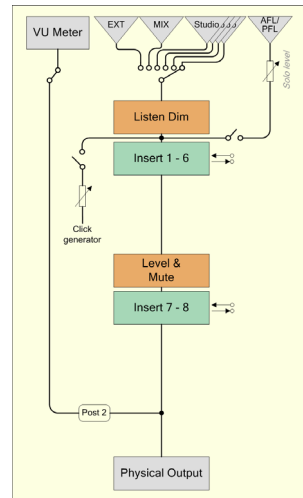 VU Meter
EXT
MIX
Studio
AFL/
PFL
Solo level
Listen Dim
Insert 1 - 6
Click
generator
Level &
Mute
Insert 7 - 8
Post 2
Physical Output